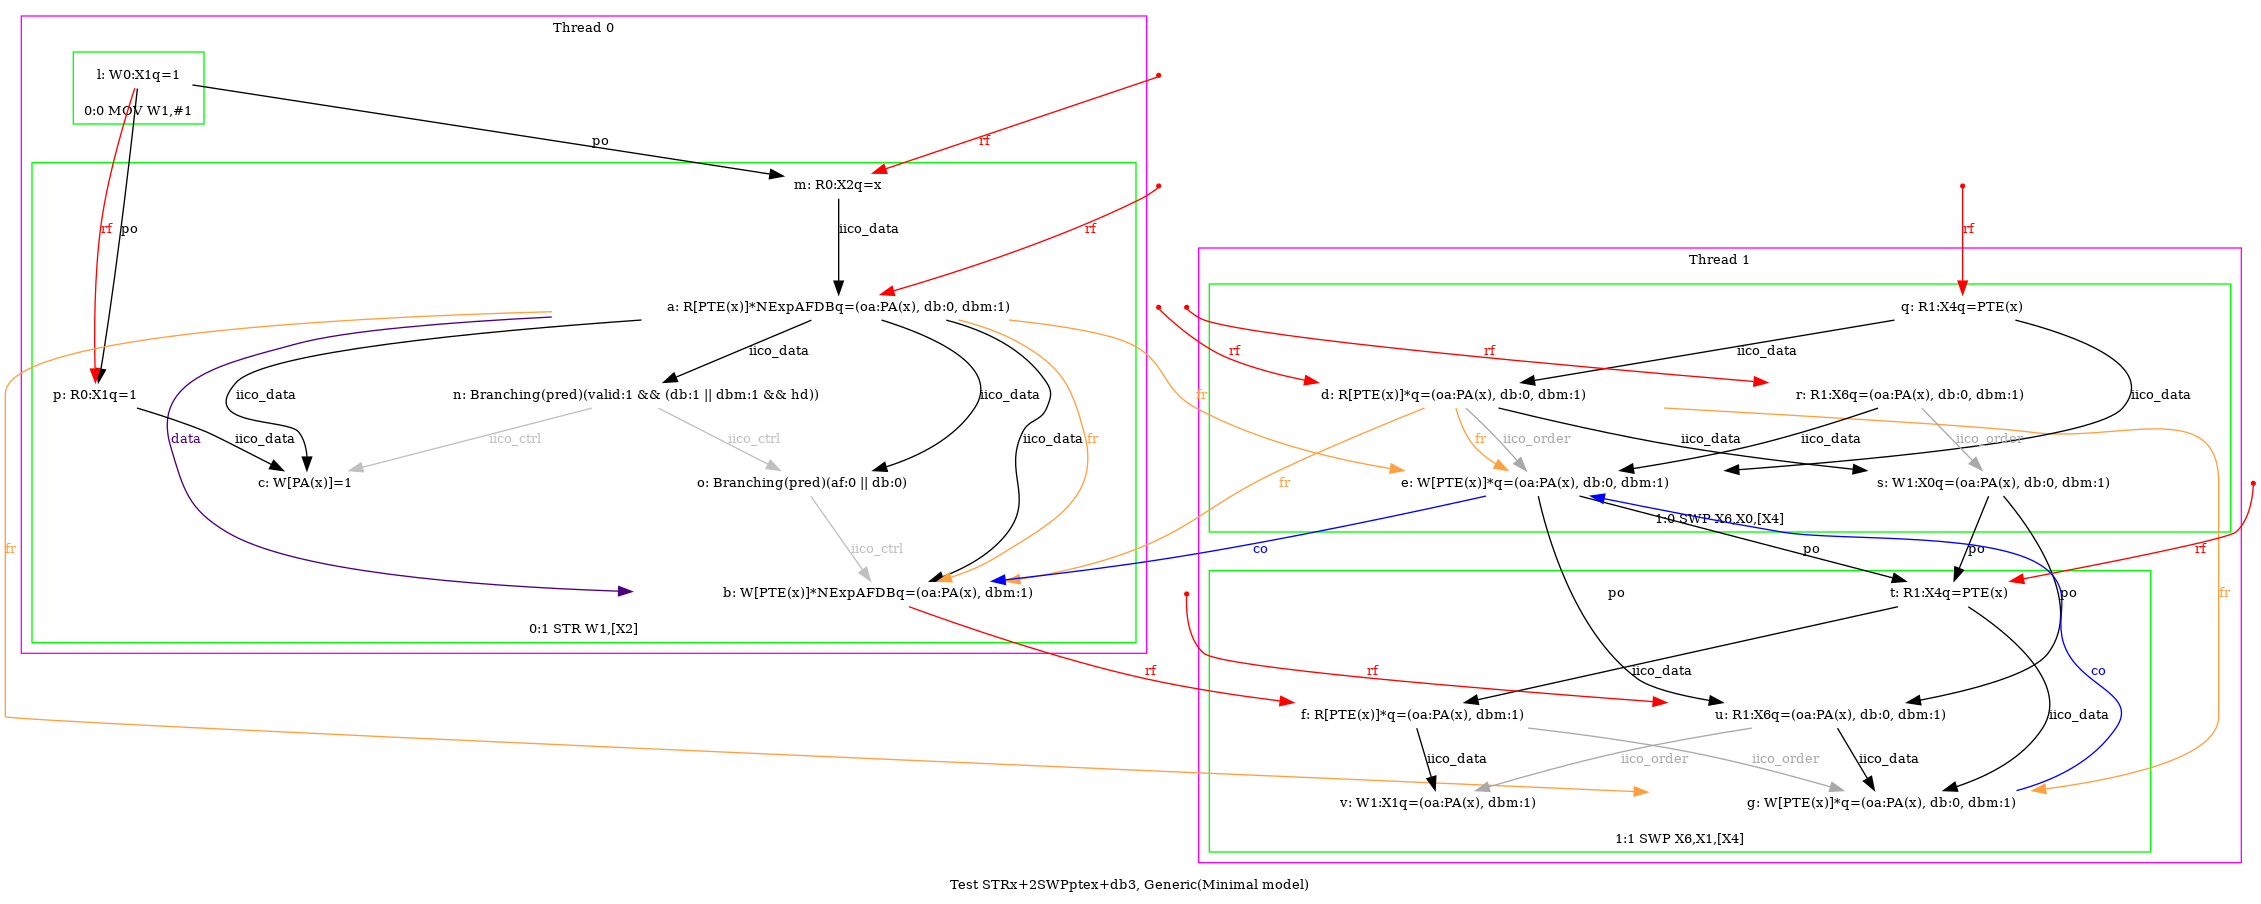 Thread 0
l: W0:X1q=1
0:0 MOV W1,#1
po
rf
m: R0:X2q=x
rf
po
iico_data
rf
rf
Thread 1
a: R[PTE(x)]*NExpAFDBq=(oa:PA(x), db:0, dbm:1)
q: R1:X4q=PTE(x)
iico_data
rf
rf
iico_data
p: R0:X1q=1
n: Branching(pred)(valid:1 && (db:1 || dbm:1 && hd))
iico_data
iico_data
fr
d: R[PTE(x)]*q=(oa:PA(x), db:0, dbm:1)
r: R1:X6q=(oa:PA(x), db:0, dbm:1)
iico_data
data
iico_data
iico_ctrl
iico_ctrl
iico_data
fr
fr
iico_order
iico_data
iico_data
iico_order
c: W[PA(x)]=1
o: Branching(pred)(af:0 || db:0)
fr
e: W[PTE(x)]*q=(oa:PA(x), db:0, dbm:1)
s: W1:X0q=(oa:PA(x), db:0, dbm:1)
1:0 SWP X6,X0,[X4]
fr
iico_ctrl
co
po
po
rf
b: W[PTE(x)]*NExpAFDBq=(oa:PA(x), dbm:1)
po
t: R1:X4q=PTE(x)
po
fr
0:1 STR W1,[X2]
rf
rf
iico_data
co
f: R[PTE(x)]*q=(oa:PA(x), dbm:1)
u: R1:X6q=(oa:PA(x), db:0, dbm:1)
iico_data
iico_data
iico_order
iico_order
iico_data
v: W1:X1q=(oa:PA(x), dbm:1)
g: W[PTE(x)]*q=(oa:PA(x), db:0, dbm:1)
1:1 SWP X6,X1,[X4]
Test STRx+2SWPptex+db3, Generic(Minimal model)